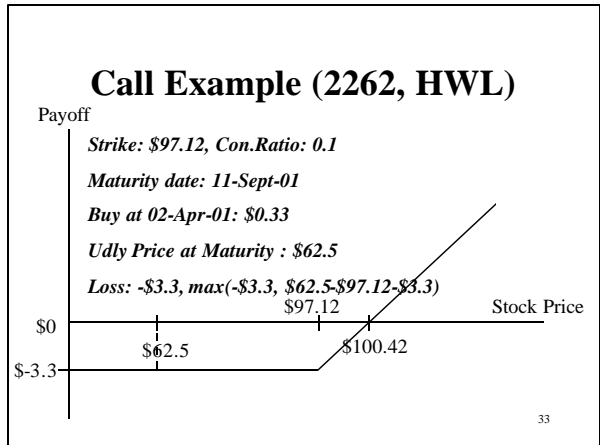 Call Example (2262, HWL)
Payoff
Strike: $97.12, Con.Ratio: 0.1
Maturity date: 11-Sept-01
Buy at 02-Apr-01: $0.33
Udly Price at Maturity : $62.5
Loss: -$3.3, max(-$3.3, $62.5-$97.12-$3.3)
$97.12
Stock Price
$0
$62.5
$100.42
$-3.3
33